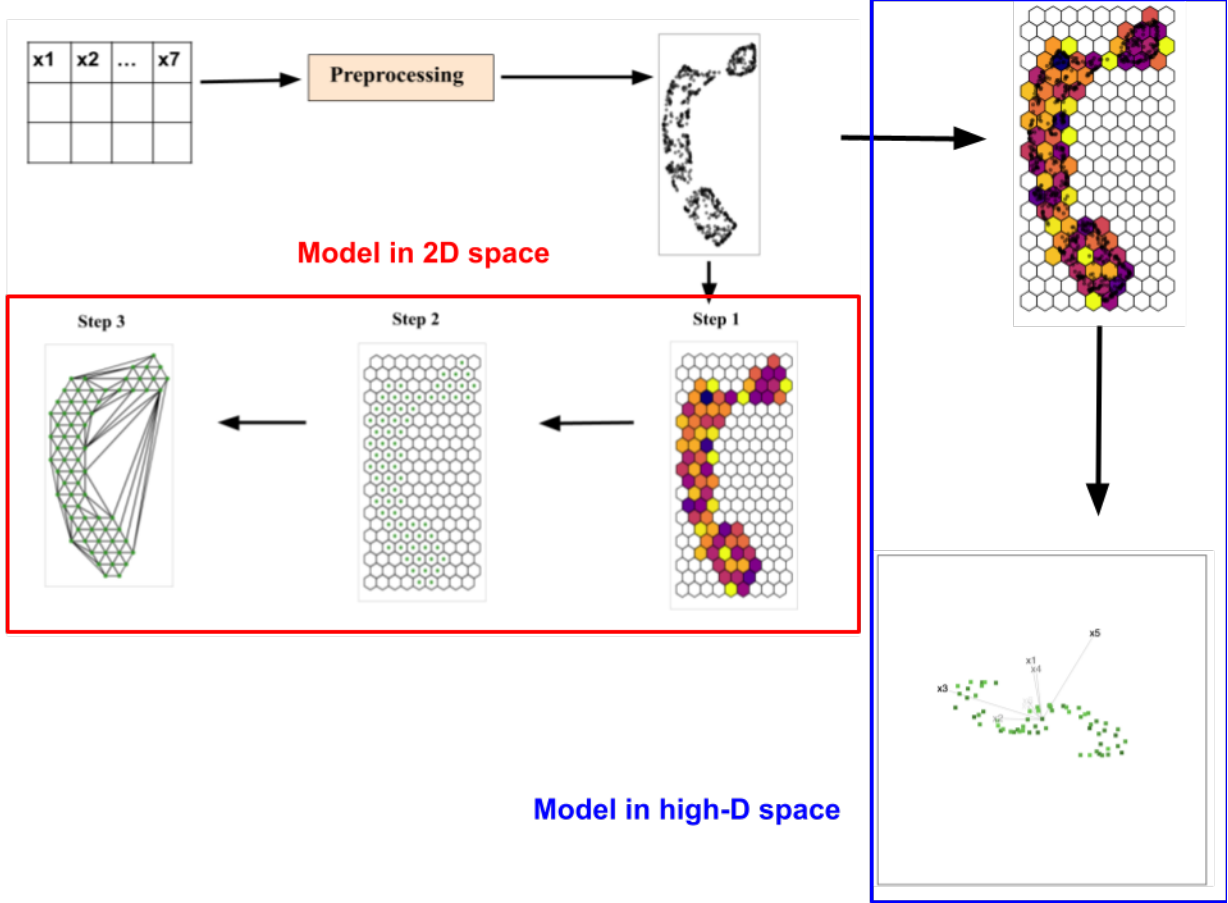 x1 x2 ... x7
Preprocessing
Model in 2D space
Step 3 Step 2 Step 1
x5
x1
x4
x3
x2
Model in high-D space